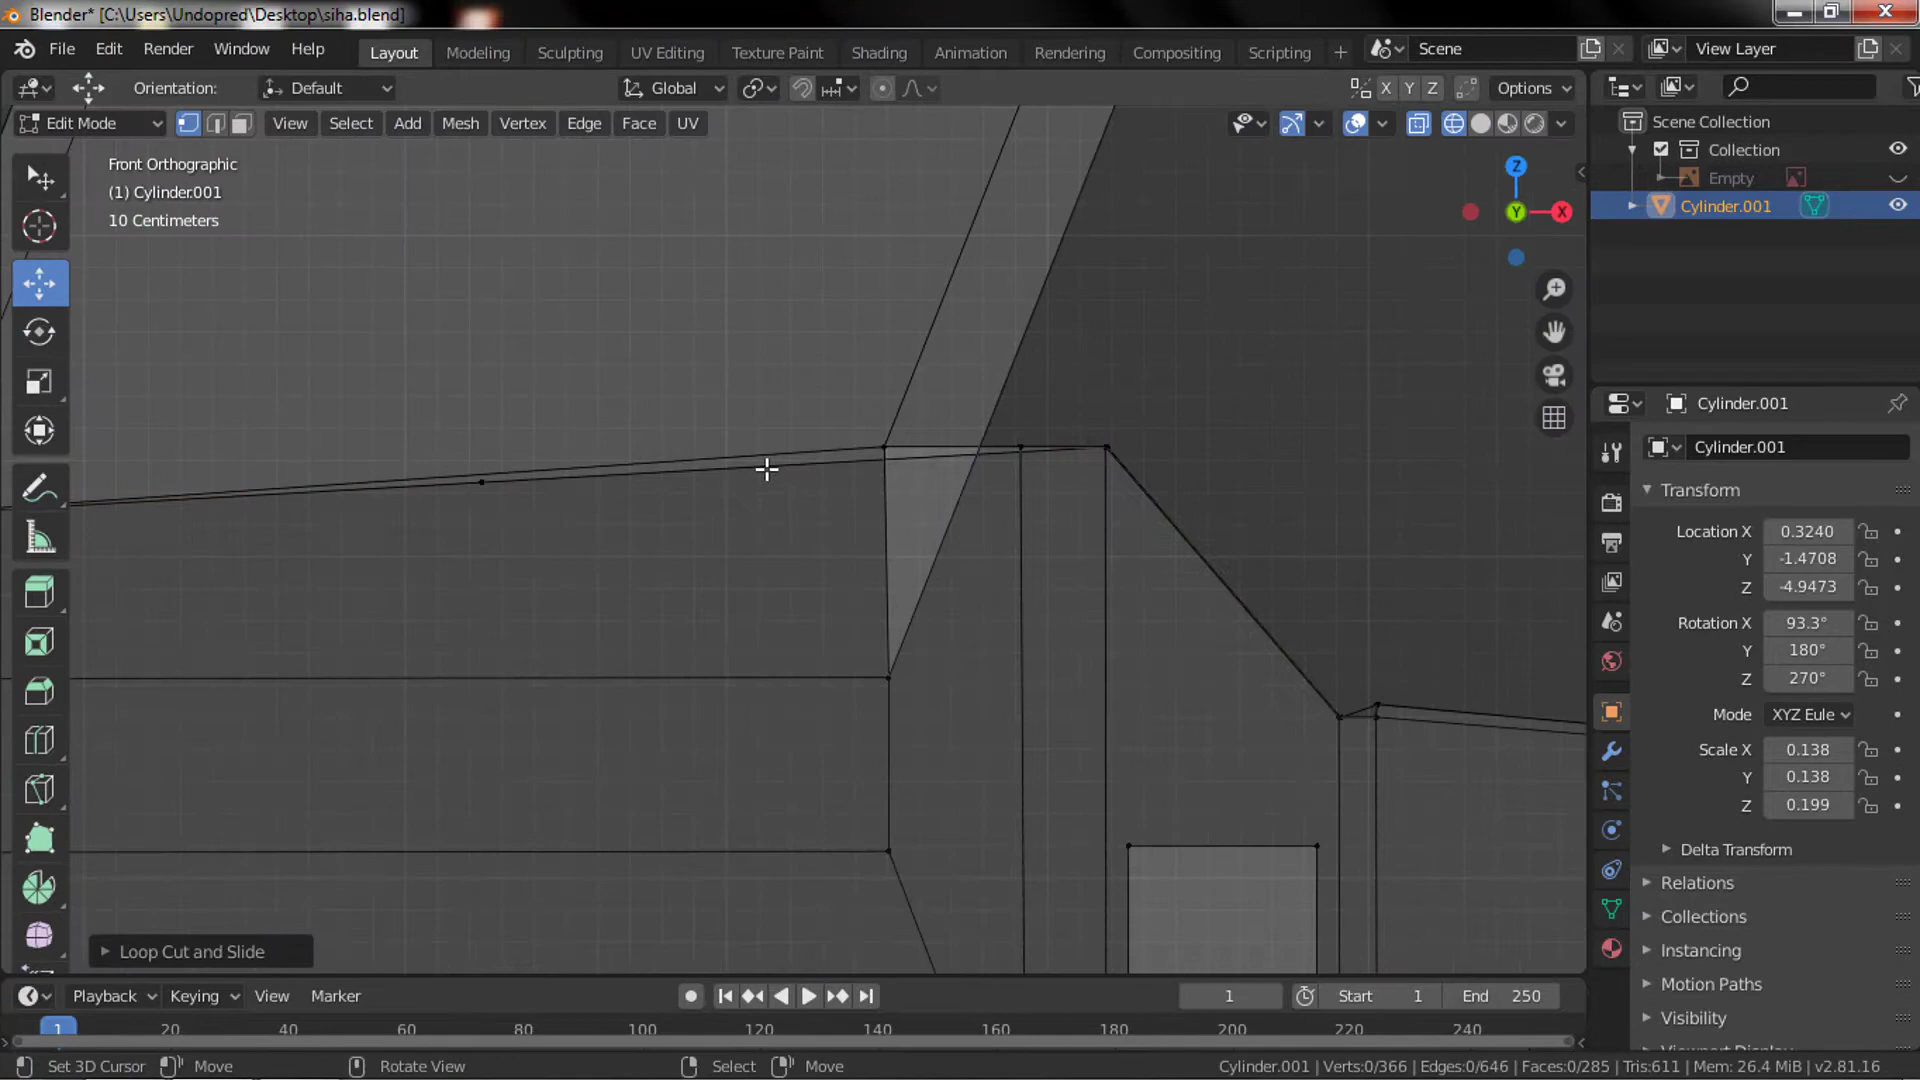 Blender* [C:\Users\Undopred\Desktop\siha.blend]
File Edit Render Window Help Layout Modeling Sculpting UV Editing Texture Paint Shading Animation Rendering Compositing Scripting + Scene View Layer
Orientation: Default Global X Y Z Options
Edit Mode View Select Add Mesh Vertex Edge Face UV
Front Orthographic
(1) Cylinder.001
10 Centimeters
Z
Y
X
Scene Collection
Collection
Empty
Cylinder.001
Cylinder.001
Cylinder.001
Transform
Location X 0.3240
Y -1.4708
Z -4.9473
Rotation X 93.3°
Y 180°
Z 270°
Mode XYZ Eule
Scale X 0.138
Y 0.138
Z 0.199
Delta Transform
Relations
Collections
Instancing
Motion Paths
Visibility
Viewport Display
Loop Cut and Slide
Playback Keying View Marker 1 Start 1 End 250
1 20 40 60 80 100 120 140 160 180 200 220 240
Set 3D Cursor Move Rotate View Select Move Cylinder.001 | Verts:0/366 | Edges:0/646 | Faces:0/285 | Tris:611 | Mem: 26.4 MiB | v2.81.16